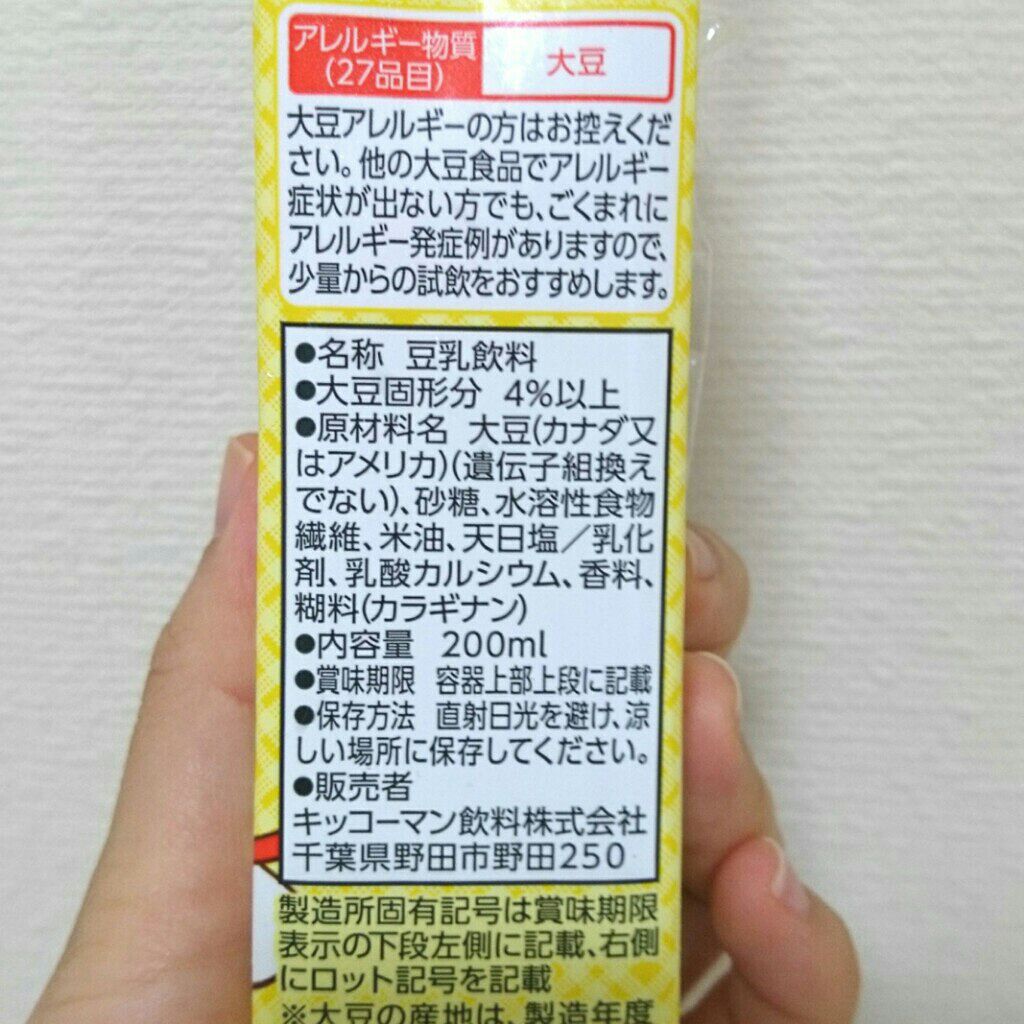 アレルギー物質
(27品目)
大豆
大豆アレルギーの方はお控えくだ
さい。他の大豆食品でアレルギー
症状が出ない方でも、ごくまれに
アレルギー発症例がありますので、
少量からの試飲をおすすめします。
●名称 豆乳飲料
●大豆固形分 4%以上
●原材料名 大豆(カナダ又
はアメリカ)(遺伝子組換え
でない)、砂糖、水溶性食物
繊維、米油、天日塩／乳化
剤、乳酸カルシウム、香料、
糊料(カラギナン)
●内容量 200ml
●賞味期限 容器上部上段に記載
●保存方法 直射日光を避け、涼
しい場所に保存してください。
●販売者
キッコーマン飲料株式会社
千葉県野田市野田250
製造所固有記号は賞味期限
表示の下段左側に記載、右側
にロット記号を記載
※大豆の産地は、製造年度